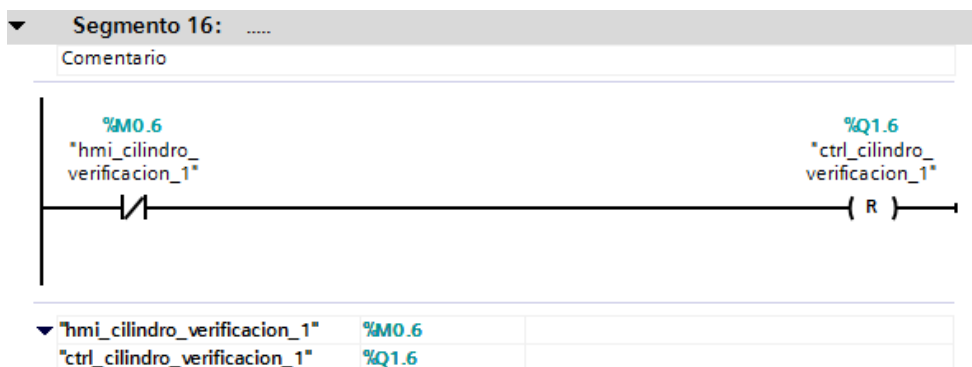 Segmento 16: .....
Comentario
%M0.6
"hmi_cilindro_
verificacion_1"
%Q1.6
"ctrl_cilindro_
verificacion_1"
R
"hmi_cilindro_verificacion_1" %M0.6
"ctrl_cilindro_verificacion_1" %Q1.6